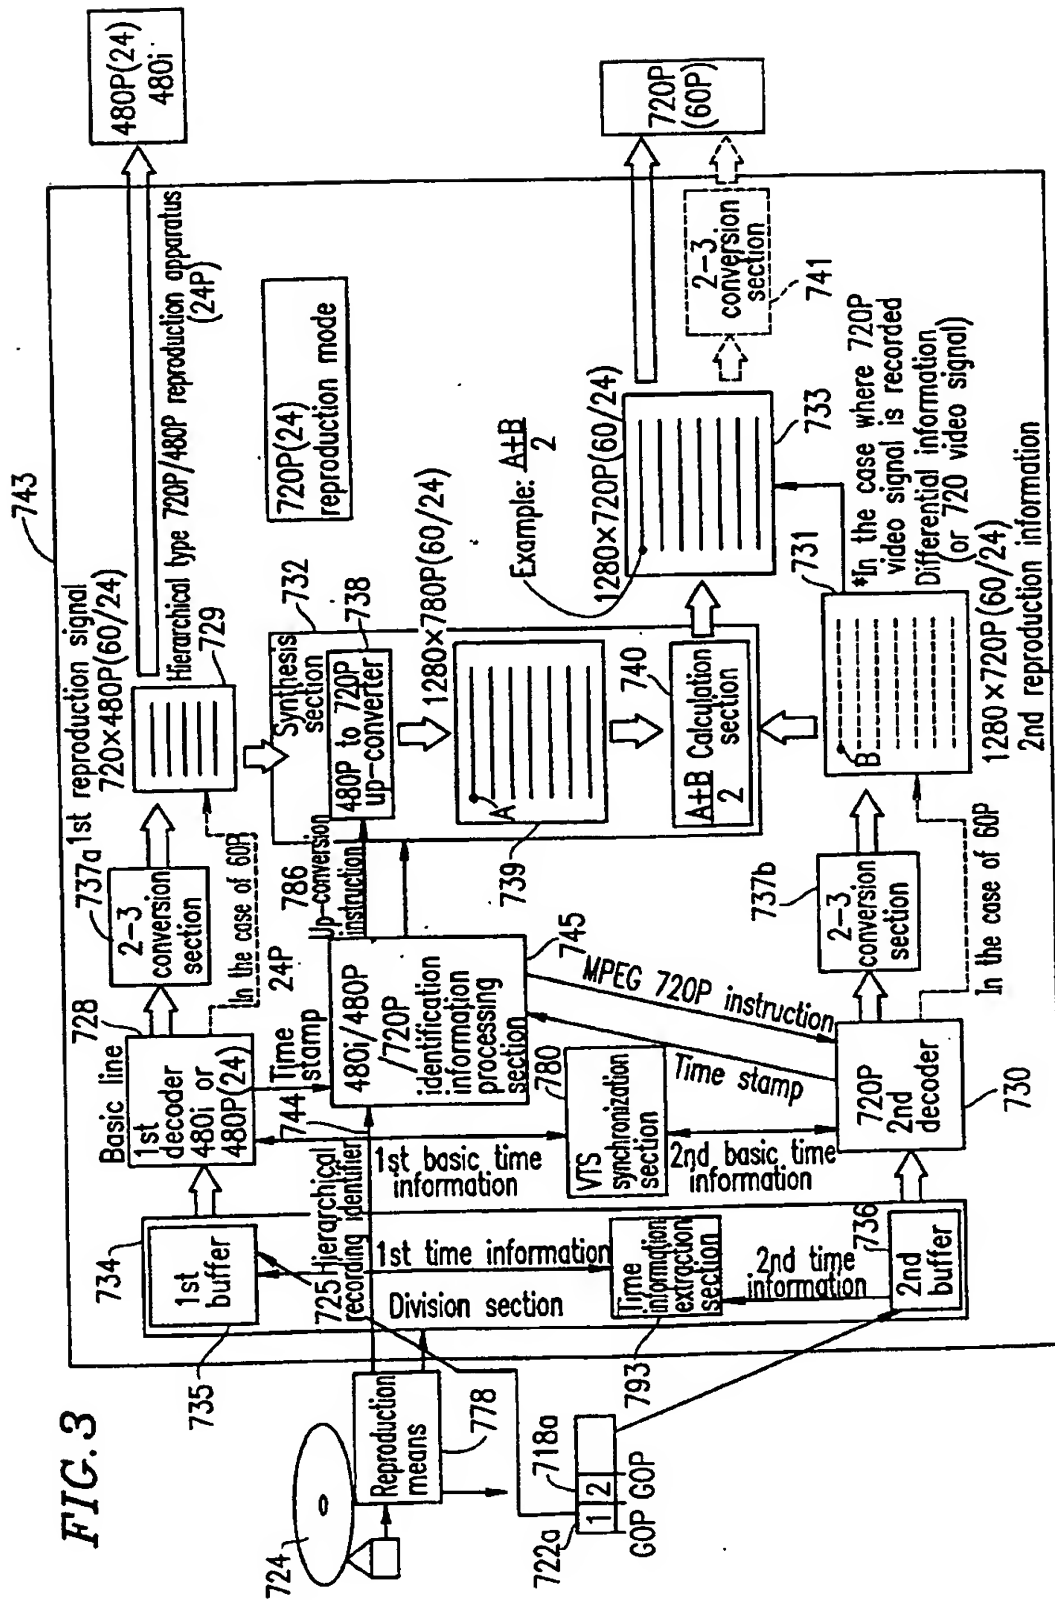 FIG.3
743
724
Reproduction
means
778
722a
718a
1
2
GOP GOP
734
735
1st
buffer
725
Hierarchical
recording identifier
1st time information
Division section
Time
information
extraction
section
793
2nd time
information
736
2nd
buffer
Basic line
728
1st
decoder
480i or
480P(24)
Time
stamp
744
1st basic time
information
780
VTS
synchronization
section
2nd basic time
information
480i/480P
/720P
identification
information
processing
section
745
MPEG 720P instruction
Time stamp
720P
2nd
decoder
730
737a
2-3
conversion
section
In the case of 60P
24P
786
Up-conversion
instruction
737b
2-3
conversion
section
In the case of 60P
1st reproduction signal
720×480P(60/24)
729
Hierarchical type 720P/480P reproduction apparatus
(24P)
480P(24)
480i
Synthesis
section
732
480P to 720P
up-converter
738
1280×780P(60/24)
A
739
740
A+B
2
Calculation
section
720P(24)
reproduction mode
Example: A+B
2
1280×720P(60/24)
733
2-3
conversion
section
741
720P
(60P)
B
731
*In the case where 720P
video signal is recorded
Differential information
(or 720 video signal)
1280×720P(60/24)
2nd reproduction information